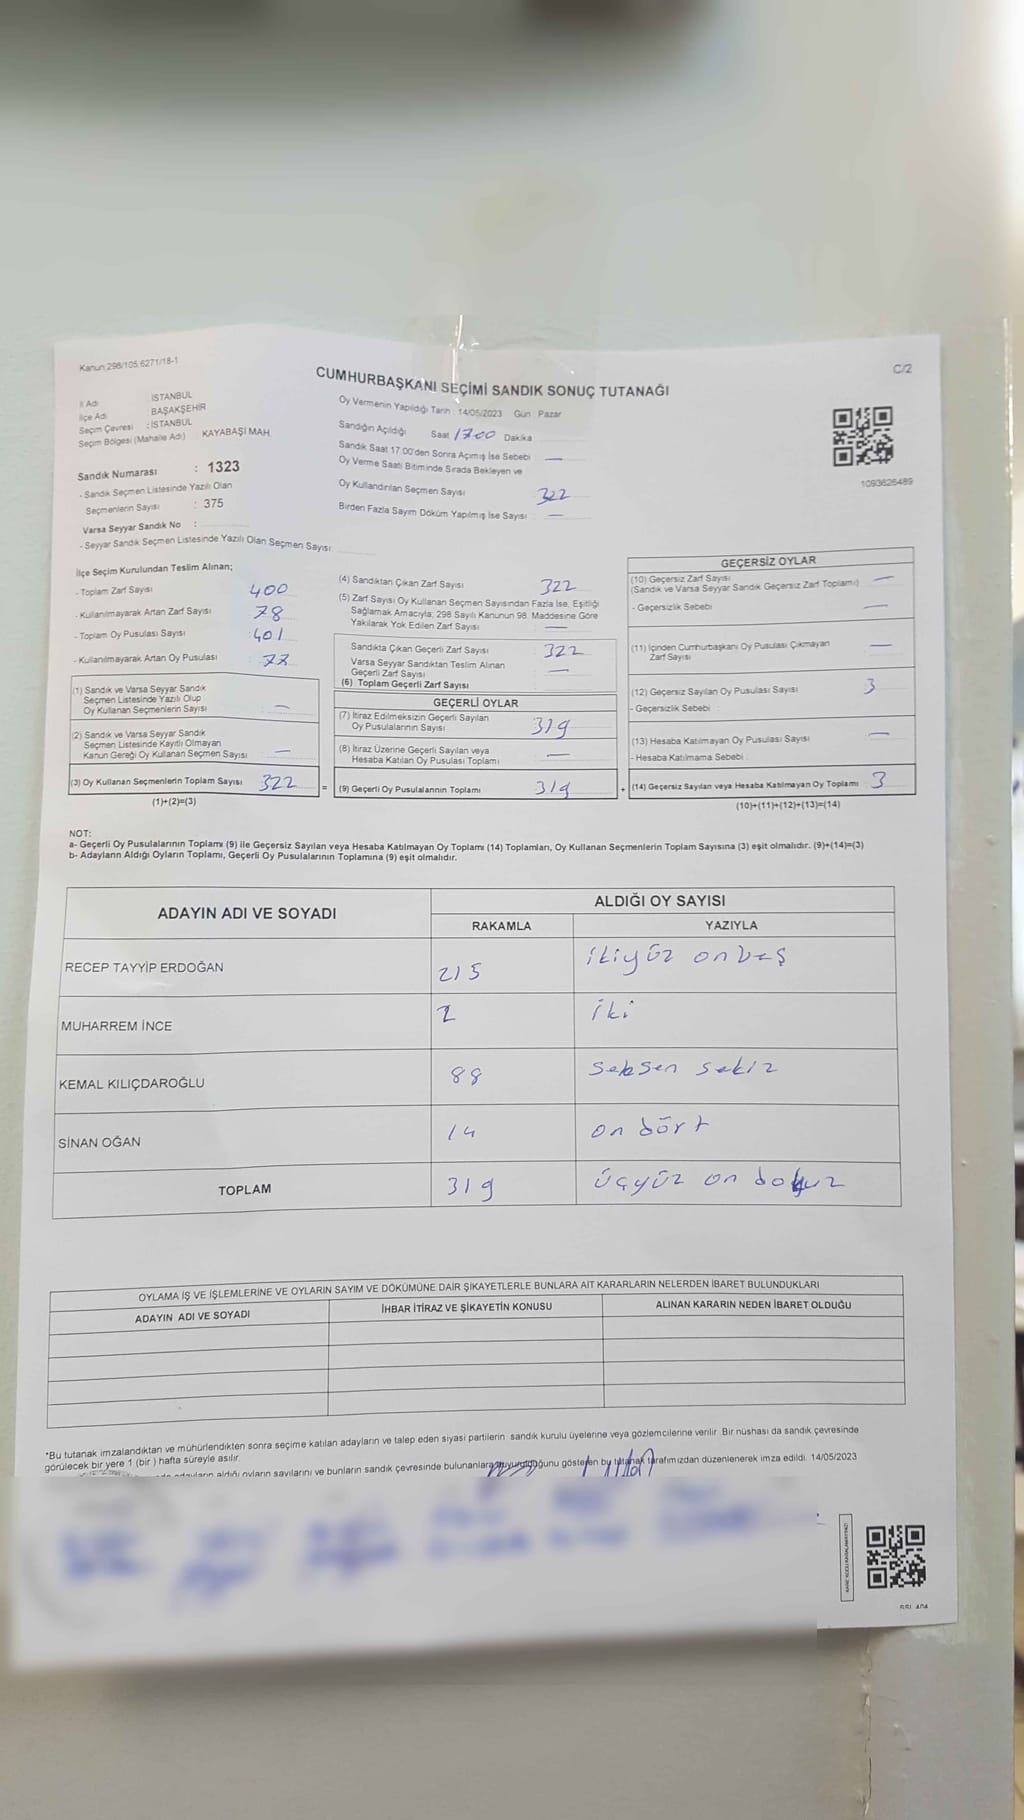 Kanun:298/105,6271/18-1
C/2
CUMHURBAŞKANI SEÇİMİ SANDIK SONUÇ TUTANAĞI
İl Adı : İSTANBUL
İlçe Adı : BAŞAKŞEHİR
Seçim Çevresi : İSTANBUL
Seçim Bölgesi (Mahalle Adı) KAYABAŞI MAH.
Sandık Numarası : 1323
- Sandık Seçmen Listesinde Yazılı Olan
Seçmenlerin Sayısı : 375
Varsa Seyyar Sandık No :
- Seyyar Sandık Seçmen Listesinde Yazılı Olan Seçmen Sayısı:
Oy Vermenin Yapıldığı Tarih : 14/05/2023 Gün : Pazar
Sandığın Açıldığı Saat 1700 Dakika
Sandık Saat 17:00'den Sonra Açılmış İse Sebebi —
Oy Verme Saati Bitiminde Sırada Bekleyen ve
Oy Kullandırılan Seçmen Sayısı 322
Birden Fazla Sayım Döküm Yapılmış İse Sayısı —
1093626489
İlçe Seçim Kurulundan Teslim Alınan;
- Toplam Zarf Sayısı 400
- Kullanılmayarak Artan Zarf Sayısı 78
- Toplam Oy Pusulası Sayısı :401
- Kullanılmayarak Artan Oy Pusulası : 77
(1) Sandık ve Varsa Seyyar Sandık
Seçmen Listesinde Yazılı Olup
Oy Kullanan Seçmenlerin Sayısı —
(2) Sandık ve Varsa Seyyar Sandık
Seçmen Listesinde Kayıtlı Olmayan
Kanun Gereği Oy Kullanan Seçmen Sayısı —
(3) Oy Kullanan Seçmenlerin Toplam Sayısı 322
(1)+(2)=(3)
(4) Sandıktan Çıkan Zarf Sayısı 322
(5) Zarf Sayısı Oy Kullanan Seçmen Sayısından Fazla İse, Eşitliği
Sağlamak Amacıyla; 298 Sayılı Kanunun 98. Maddesine Göre
Yakılarak Yok Edilen Zarf Sayısı —
Sandıkta Çıkan Geçerli Zarf Sayısı 322
Varsa Seyyar Sandıktan Teslim Alınan
Geçerli Zarf Sayısı —
(6) Toplam Geçerli Zarf Sayısı
GEÇERLİ OYLAR
(7) İtiraz Edilmeksizin Geçerli Sayılan
Oy Pusulalarının Sayısı 319
(8) İtiraz Üzerine Geçerli Sayılan veya
Hesaba Katılan Oy Pusulası Toplamı —
= (9) Geçerli Oy Pusulalarının Toplamı 319 +
GEÇERSİZ OYLAR
(10) Geçersiz Zarf Sayısı —
(Sandık ve Varsa Seyyar Sandık Geçersiz Zarf Toplamı)
- Geçersizlik Sebebi —
(11) İçinden Cumhurbaşkanı Oy Pusulası Çıkmayan
Zarf Sayısı —
(12) Geçersiz Sayılan Oy Pusulası Sayısı 3
- Geçersizlik Sebebi :
(13) Hesaba Katılmayan Oy Pusulası Sayısı —
- Hesaba Katılmama Sebebi :
(14) Geçersiz Sayılan veya Hesaba Katılmayan Oy Toplamı 3
(10)+(11)+(12)+(13)=(14)
NOT:
a- Geçerli Oy Pusulalarının Toplamı (9) ile Geçersiz Sayılan veya Hesaba Katılmayan Oy Toplamı (14) Toplamları, Oy Kullanan Seçmenlerin Toplam Sayısına (3) eşit olmalıdır. (9)+(14)=(3)
b- Adayların Aldığı Oyların Toplamı, Geçerli Oy Pusulalarının Toplamına (9) eşit olmalıdır.
ADAYIN ADI VE SOYADI ALDIĞI OY SAYISI
RAKAMLA YAZIYLA
RECEP TAYYİP ERDOĞAN 215 ikiyüz onbeş
MUHARREM İNCE 2 iki
KEMAL KILIÇDAROĞLU 88 seksen sekiz
SİNAN OĞAN 14 on dört
TOPLAM 319 üçyüz on dokuz
OYLAMA İŞ VE İŞLEMLERİNE VE OYLARIN SAYIM VE DÖKÜMÜNE DAİR ŞİKAYETLERLE BUNLARA AİT KARARLARIN NELERDEN İBARET BULUNDUKLARI
ADAYIN ADI VE SOYADI İHBAR İTİRAZ VE ŞİKAYETİN KONUSU ALINAN KARARIN NEDEN İBARET OLDUĞU
*Bu tutanak imzalandıktan ve mühürlendikten sonra seçime katılan adayların ve talep eden siyasi partilerin sandık kurulu üyelerine veya gözlemcilerine verilir. Bir nüshası da sandık çevresinde
görülecek bir yere 1 (bir) hafta süreyle asılır.
aldığı oyların sayılarını ve bunların sandık çevresinde bulunanlara duyurulduğunu gösteren bu tutanak tarafımızdan düzenlenerek imza edildi. 14/05/2023